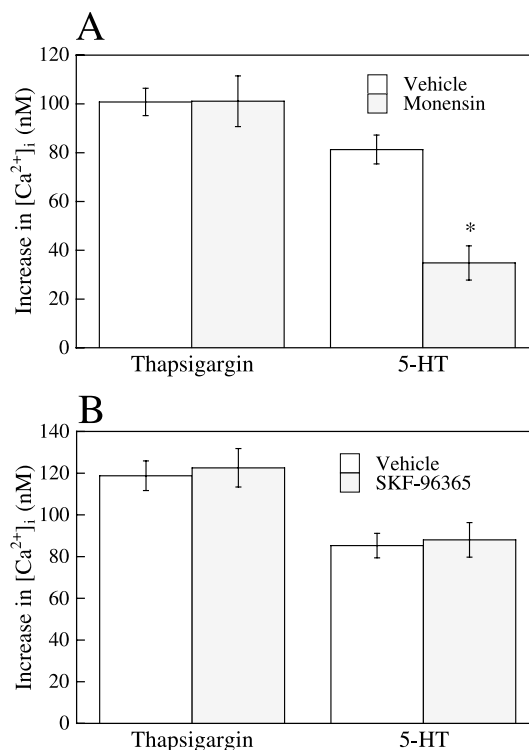 A
Increase in [Ca²⁺]ᵢ (nM)
120
100
80
60
40
20
0
Vehicle
Monensin
*
Thapsigargin 5-HT
B
Increase in [Ca²⁺]ᵢ (nM)
140
120
100
80
60
40
20
0
Vehicle
SKF-96365
Thapsigargin 5-HT